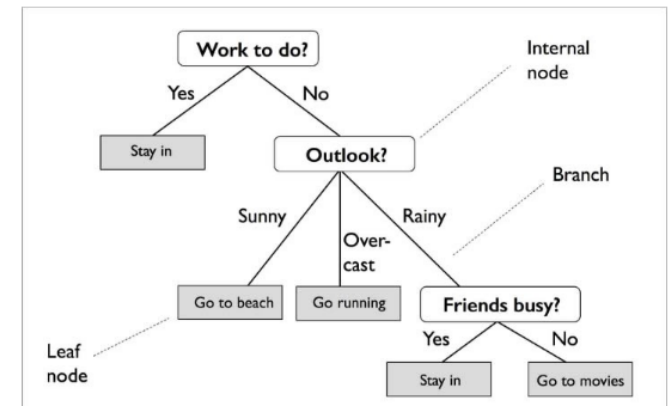 Work to do?
Internal
node
Yes
No
Stay in
Outlook?
Branch
Sunny
Over-
cast
Rainy
Go to beach
Go running
Friends busy?
Leaf
node
Yes
No
Stay in
Go to movies